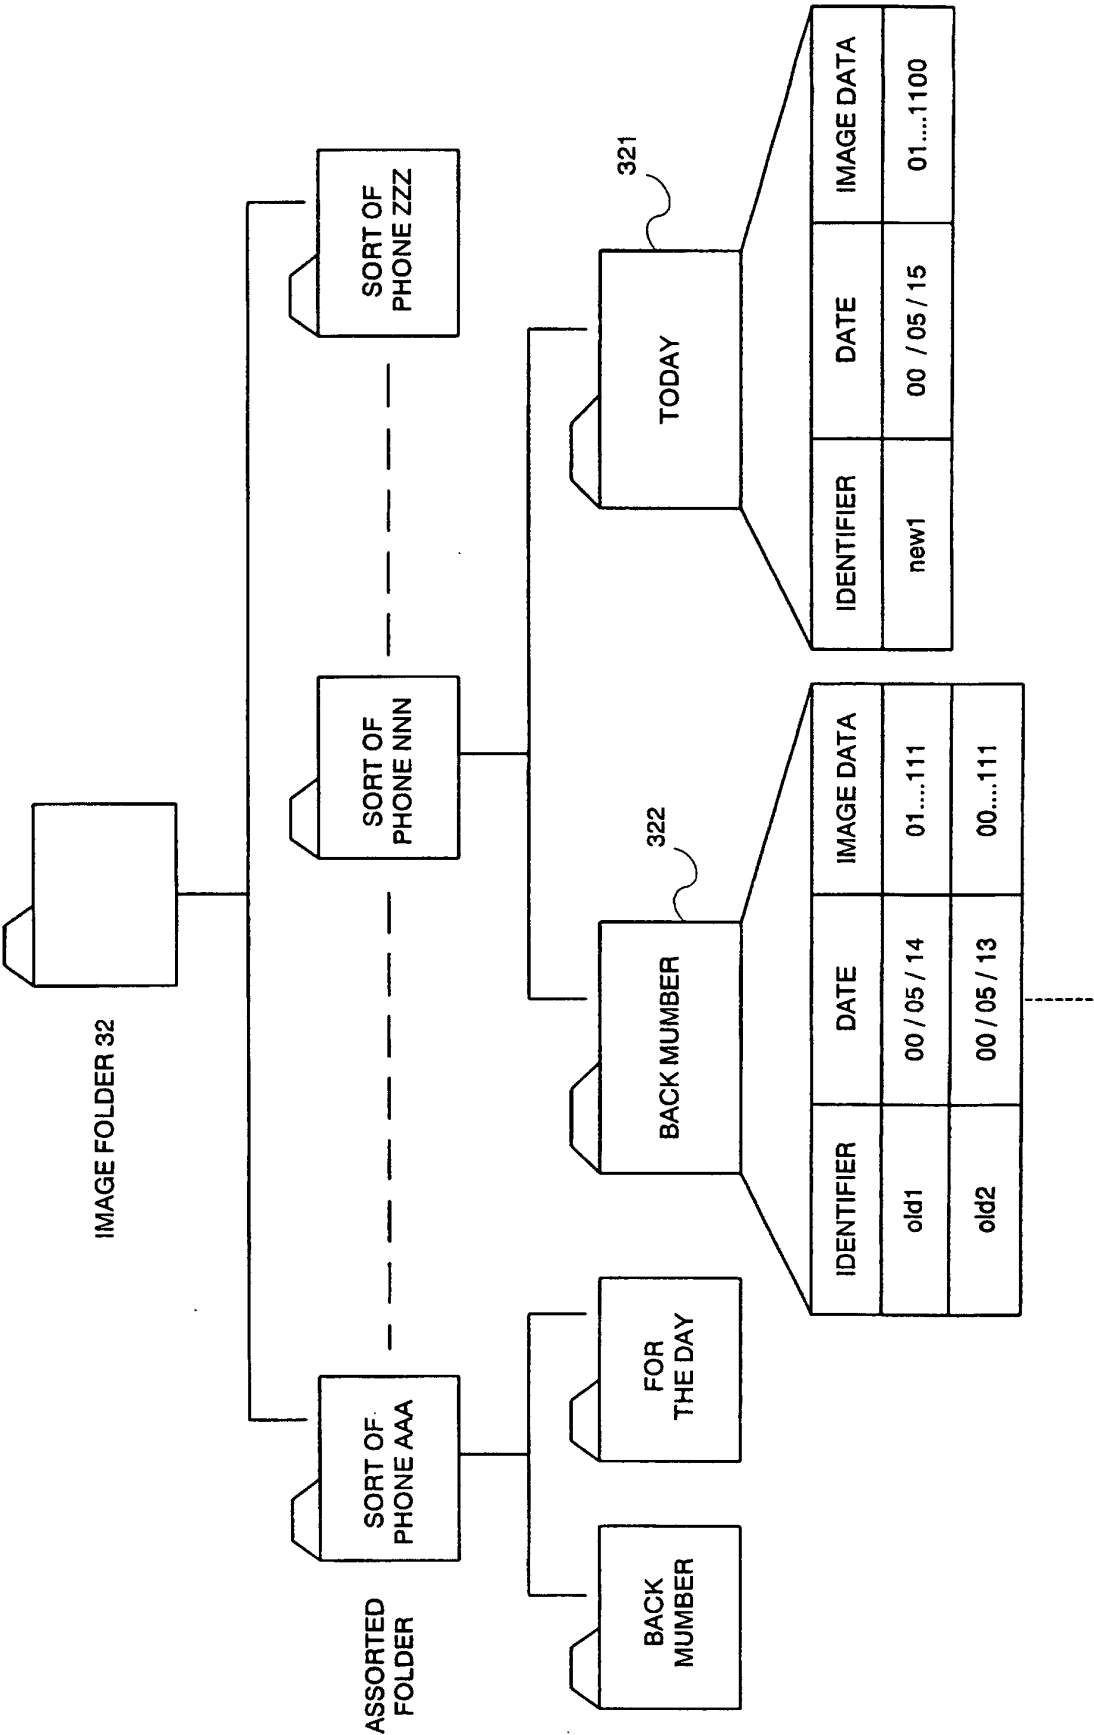 IMAGE FOLDER 32
ASSORTED
FOLDER
SORT OF
PHONE AAA
SORT OF
PHONE NNN
SORT OF
PHONE ZZZ
BACK
MUMBER
FOR
THE DAY
BACK MUMBER
322
TODAY
321
IDENTIFIER DATE IMAGE DATA
old1 00 / 05 / 14 01....111
old2 00 / 05 / 13 00....111
IDENTIFIER DATE IMAGE DATA
new1 00 / 05 / 15 01....1100